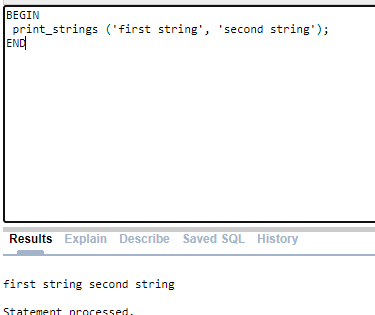 BEGIN
print_strings ('first string', 'second string');
END
Results Explain Describe Saved SQL History
first string second string
Statement processed.